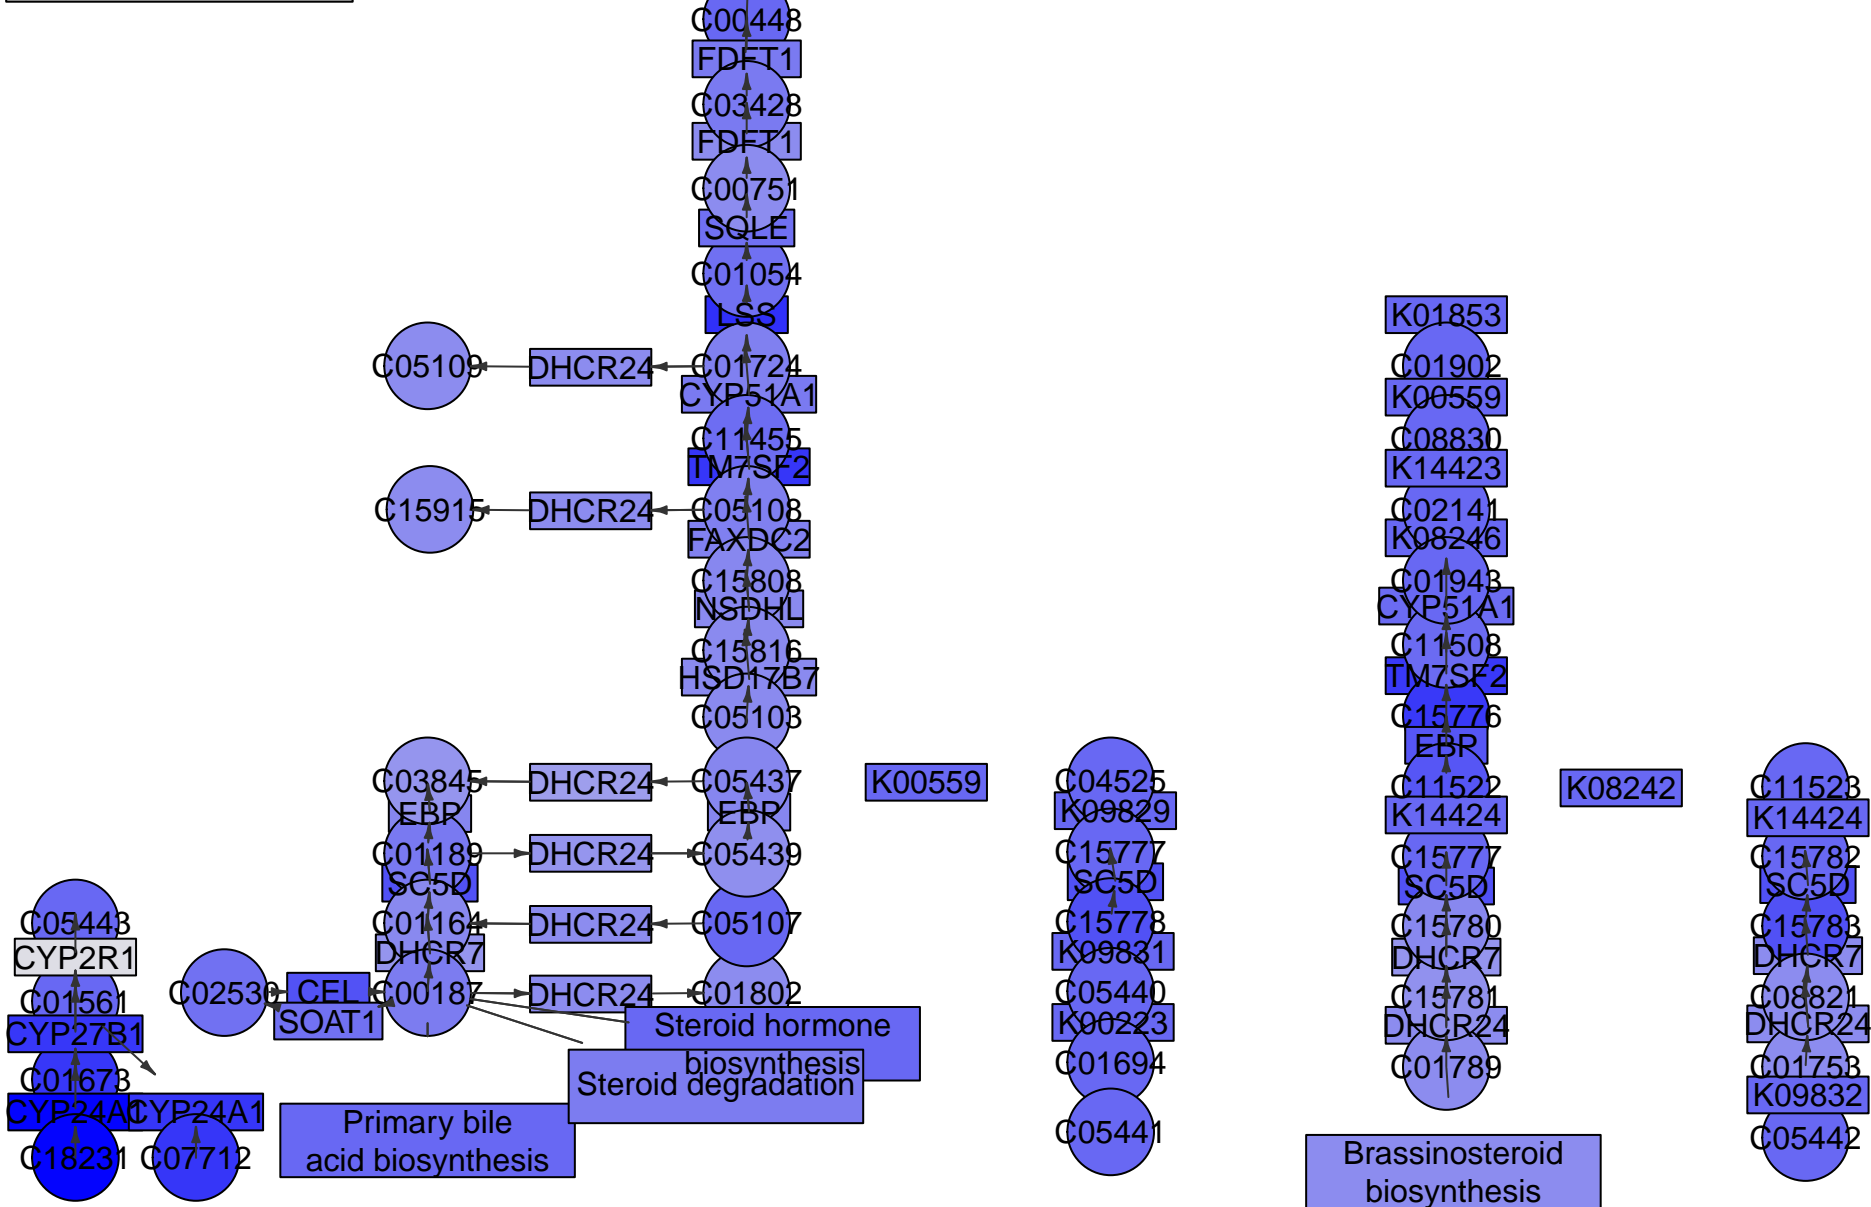 C00448
FDFT1
C03428
FDFT1
C00751
SQLE
C01054
LSS
K01853
C05109
DHCR24
C01724
C01902
CYP51A1
K00559
C11455
C08830
TM7SF2
K14423
C15915
DHCR24
C05108
C02141
FAXDC2
K08246
C15808
C01943
NSDHL
CYP51A1
C15816
C11508
HSD17B7
TM7SF2
C05103
C15776
EBP
C03845
DHCR24
C05437
K00559
C04525
C11522
K08242
C11523
EBP
EBP
K09829
K14424
K14424
C01189
DHCR24
C05439
C15777
C15777
C15782
SC5D
SC5D
SC5D
SC5D
C05443
C01164
DHCR24
C05107
C15778
C15780
C15783
CYP2R1
DHCR7
K09831
DHCR7
DHCR7
C01561
C02530
CEL
C00187
DHCR24
C01802
C05440
C15781
C08821
CYP27B1
SOAT1
Steroid hormone
biosynthesis
K00223
DHCR24
DHCR24
C01673
Steroid degradation
C01694
C01789
C01753
CYP24A1
CYP24A1
K09832
Primary bile
acid biosynthesis
C05441
C05442
C18231
C07712
Brassinosteroid
biosynthesis